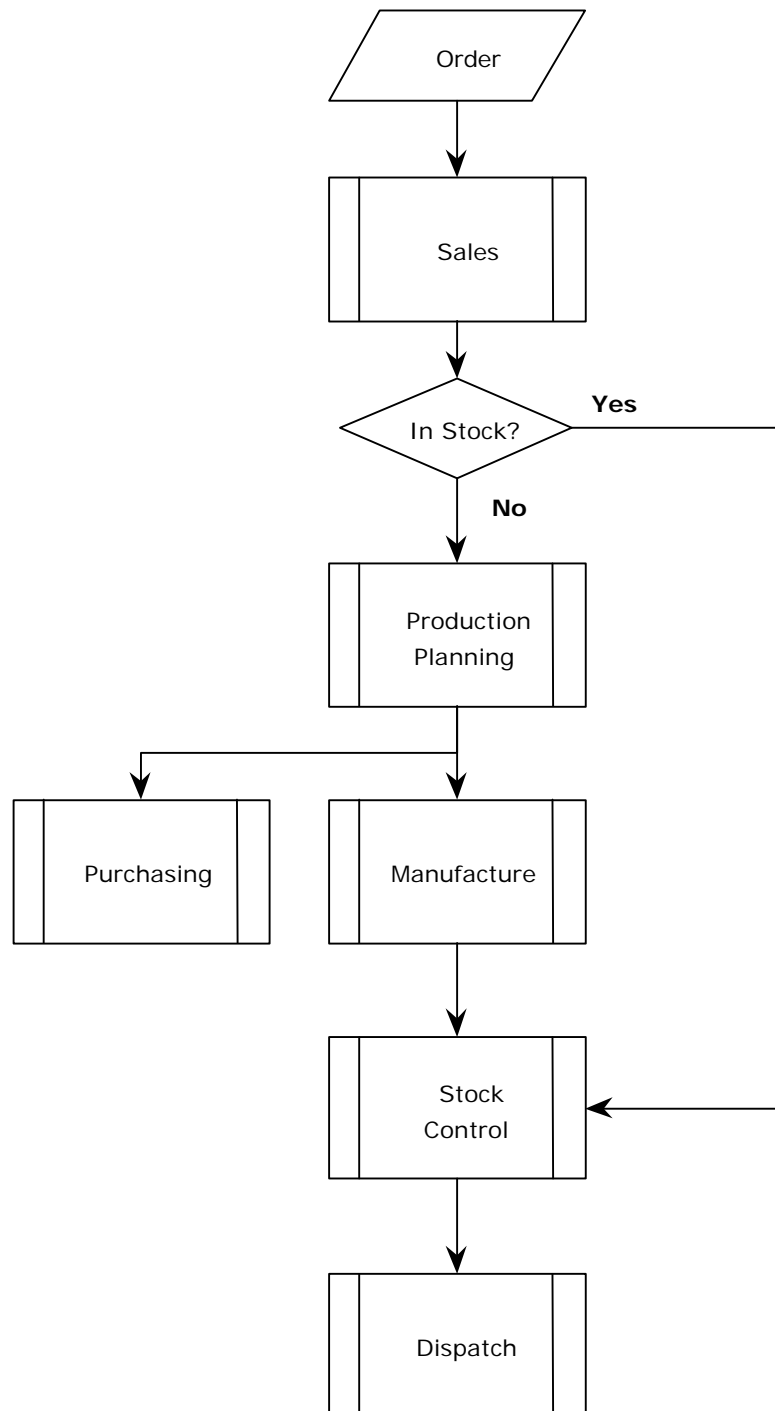 Order
Sales
In Stock?
Yes
No
Production
Planning
Purchasing
Manufacture
Stock
Control
Dispatch